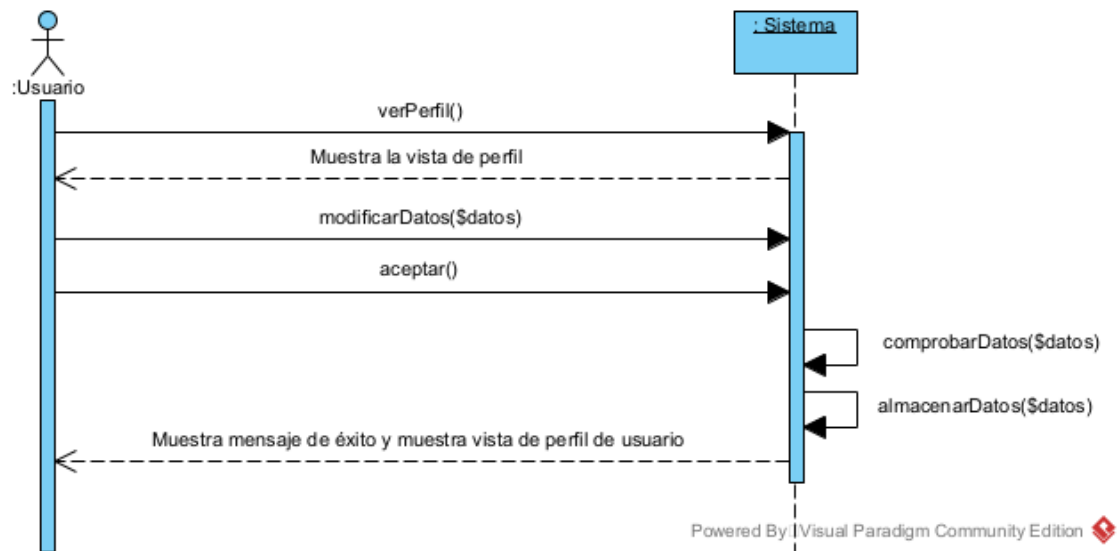 : Sistema
:Usuario
verPerfil()
Muestra la vista de perfil
modificarDatos($datos)
aceptar()
comprobarDatos($datos)
almacenarDatos($datos)
Muestra mensaje de éxito y muestra vista de perfil de usuario
Powered By Visual Paradigm Community Edition